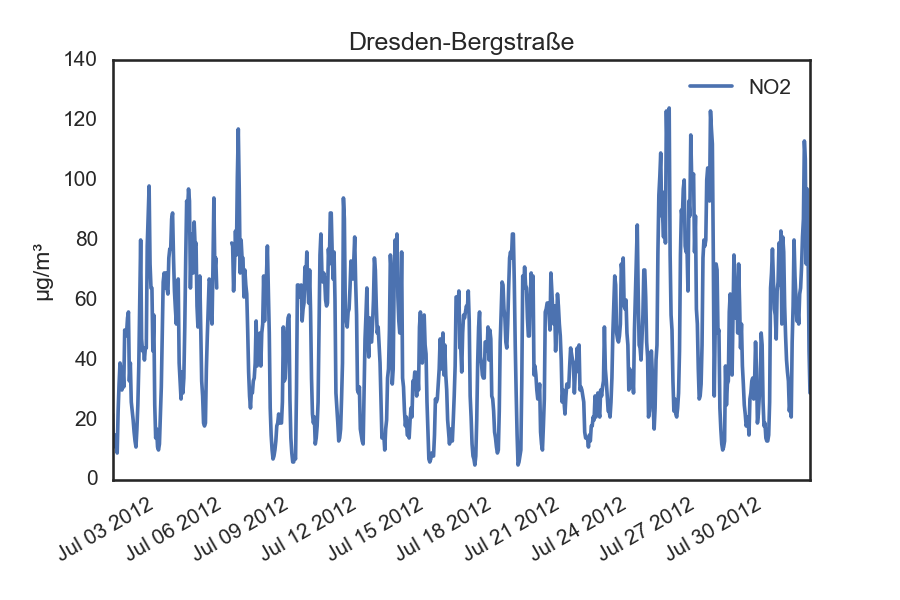 Dresden-Bergstraße
140
120
100
80
60
40
20
0
µg/m³
NO2
Jul 03 2012
Jul 06 2012
Jul 09 2012
Jul 12 2012
Jul 15 2012
Jul 18 2012
Jul 21 2012
Jul 24 2012
Jul 27 2012
Jul 30 2012